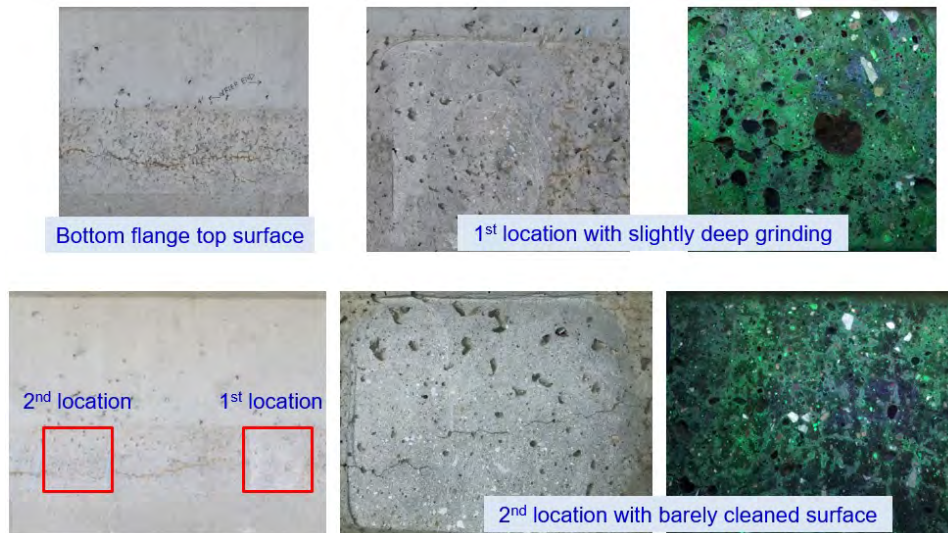 Bottom flange top surface
1st location with slightly deep grinding
2nd location
1st location
2nd location with barely cleaned surface